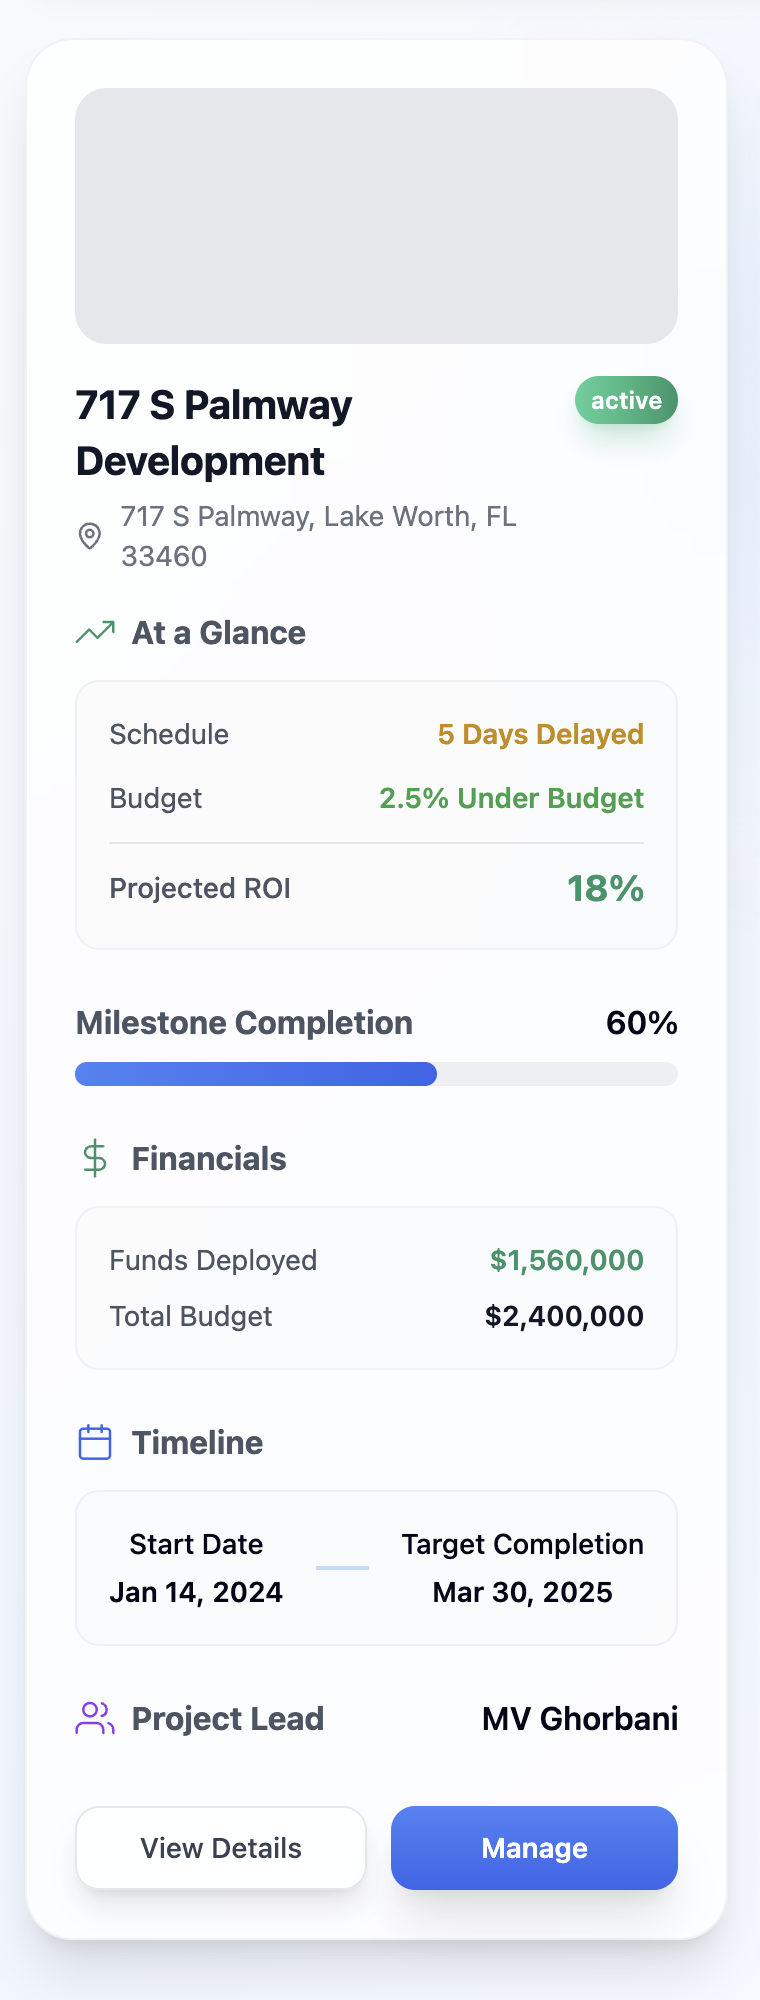 717 S Palmway
Development
active
717 S Palmway, Lake Worth, FL
33460
At a Glance
Schedule 5 Days Delayed
Budget 2.5% Under Budget
Projected ROI 18%
Milestone Completion 60%
Financials
Funds Deployed $1,560,000
Total Budget $2,400,000
Timeline
Start Date Target Completion
Jan 14, 2024 Mar 30, 2025
Project Lead MV Ghorbani
View Details Manage